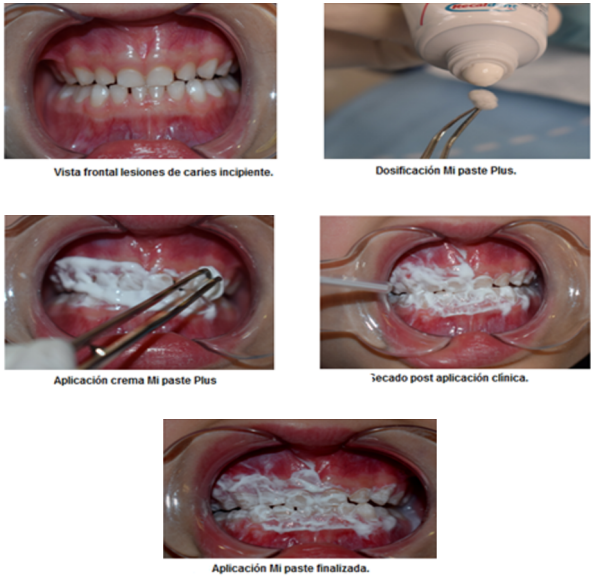 Vista frontal lesiones de caries incipiente.
Dosificación Mi paste Plus.
Aplicación crema Mi paste Plus
Secado post aplicación clínica.
Aplicación Mi paste finalizada.